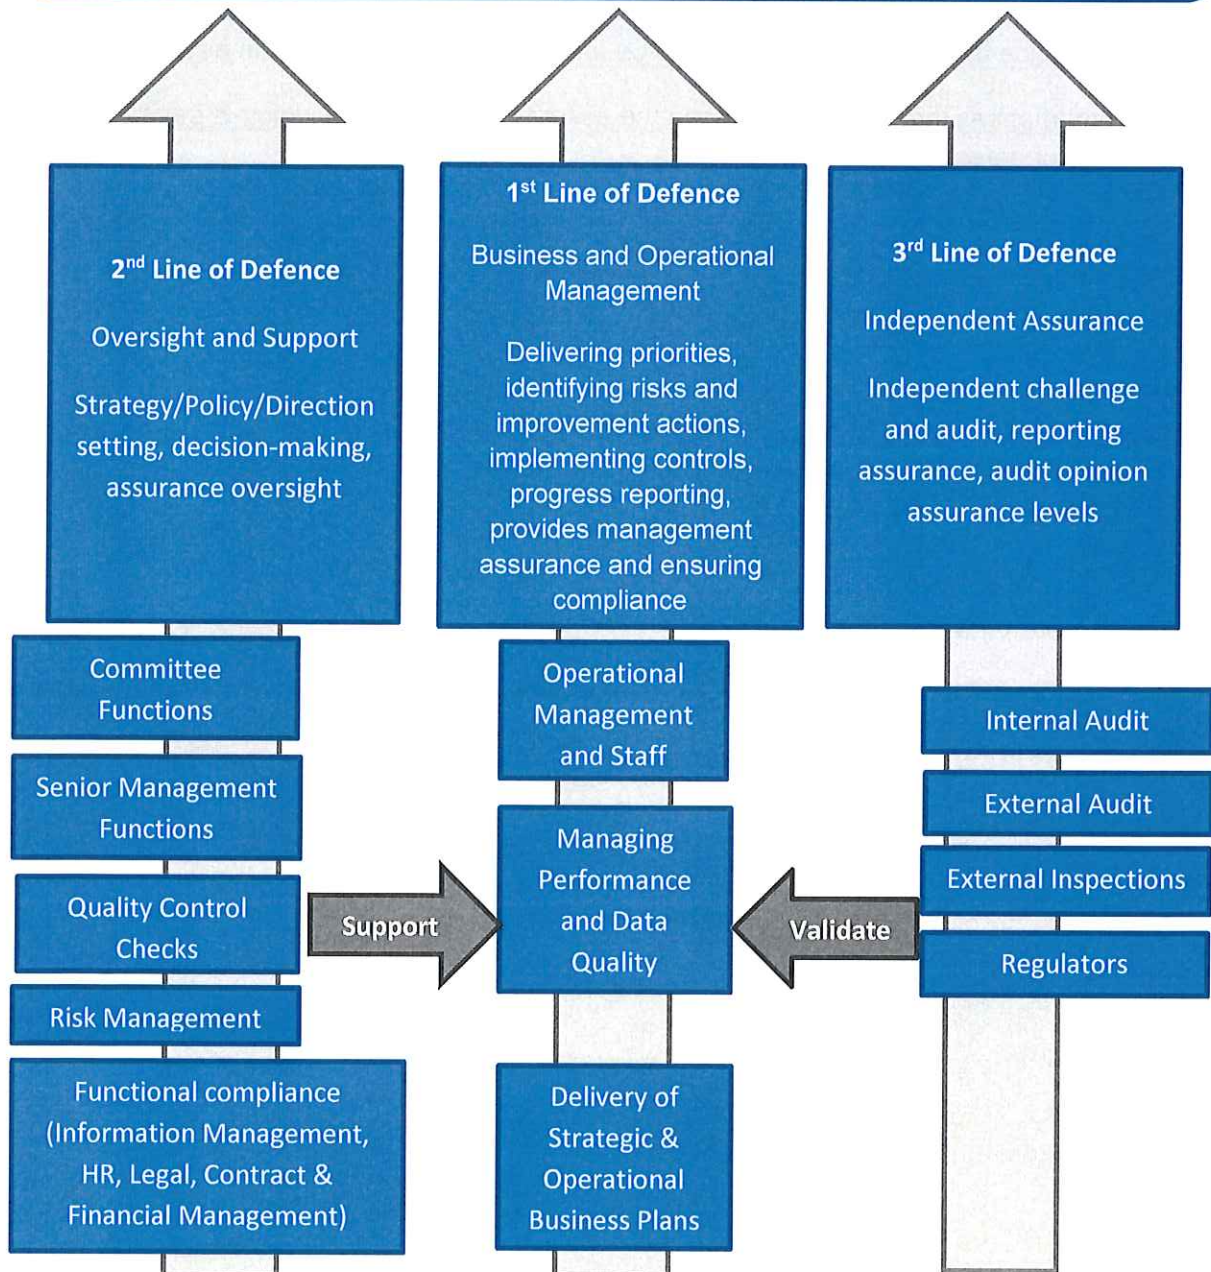 2nd Line of Defence
Oversight and Support
Strategy/Policy/Direction
setting, decision-making,
assurance oversight
Committee
Functions
Senior Management
Functions
Quality Control
Checks
Risk Management
Functional compliance
(Information Management,
HR, Legal, Contract &
Financial Management)
Support
1st Line of Defence
Business and Operational
Management
Delivering priorities,
identifying risks and
improvement actions,
implementing controls,
progress reporting,
provides management
assurance and ensuring
compliance
Operational
Management
and Staff
Managing
Performance
and Data
Quality
Delivery of
Strategic &
Operational
Business Plans
Validate
3rd Line of Defence
Independent Assurance
Independent challenge
and audit, reporting
assurance, audit opinion
assurance levels
Internal Audit
External Audit
External Inspections
Regulators